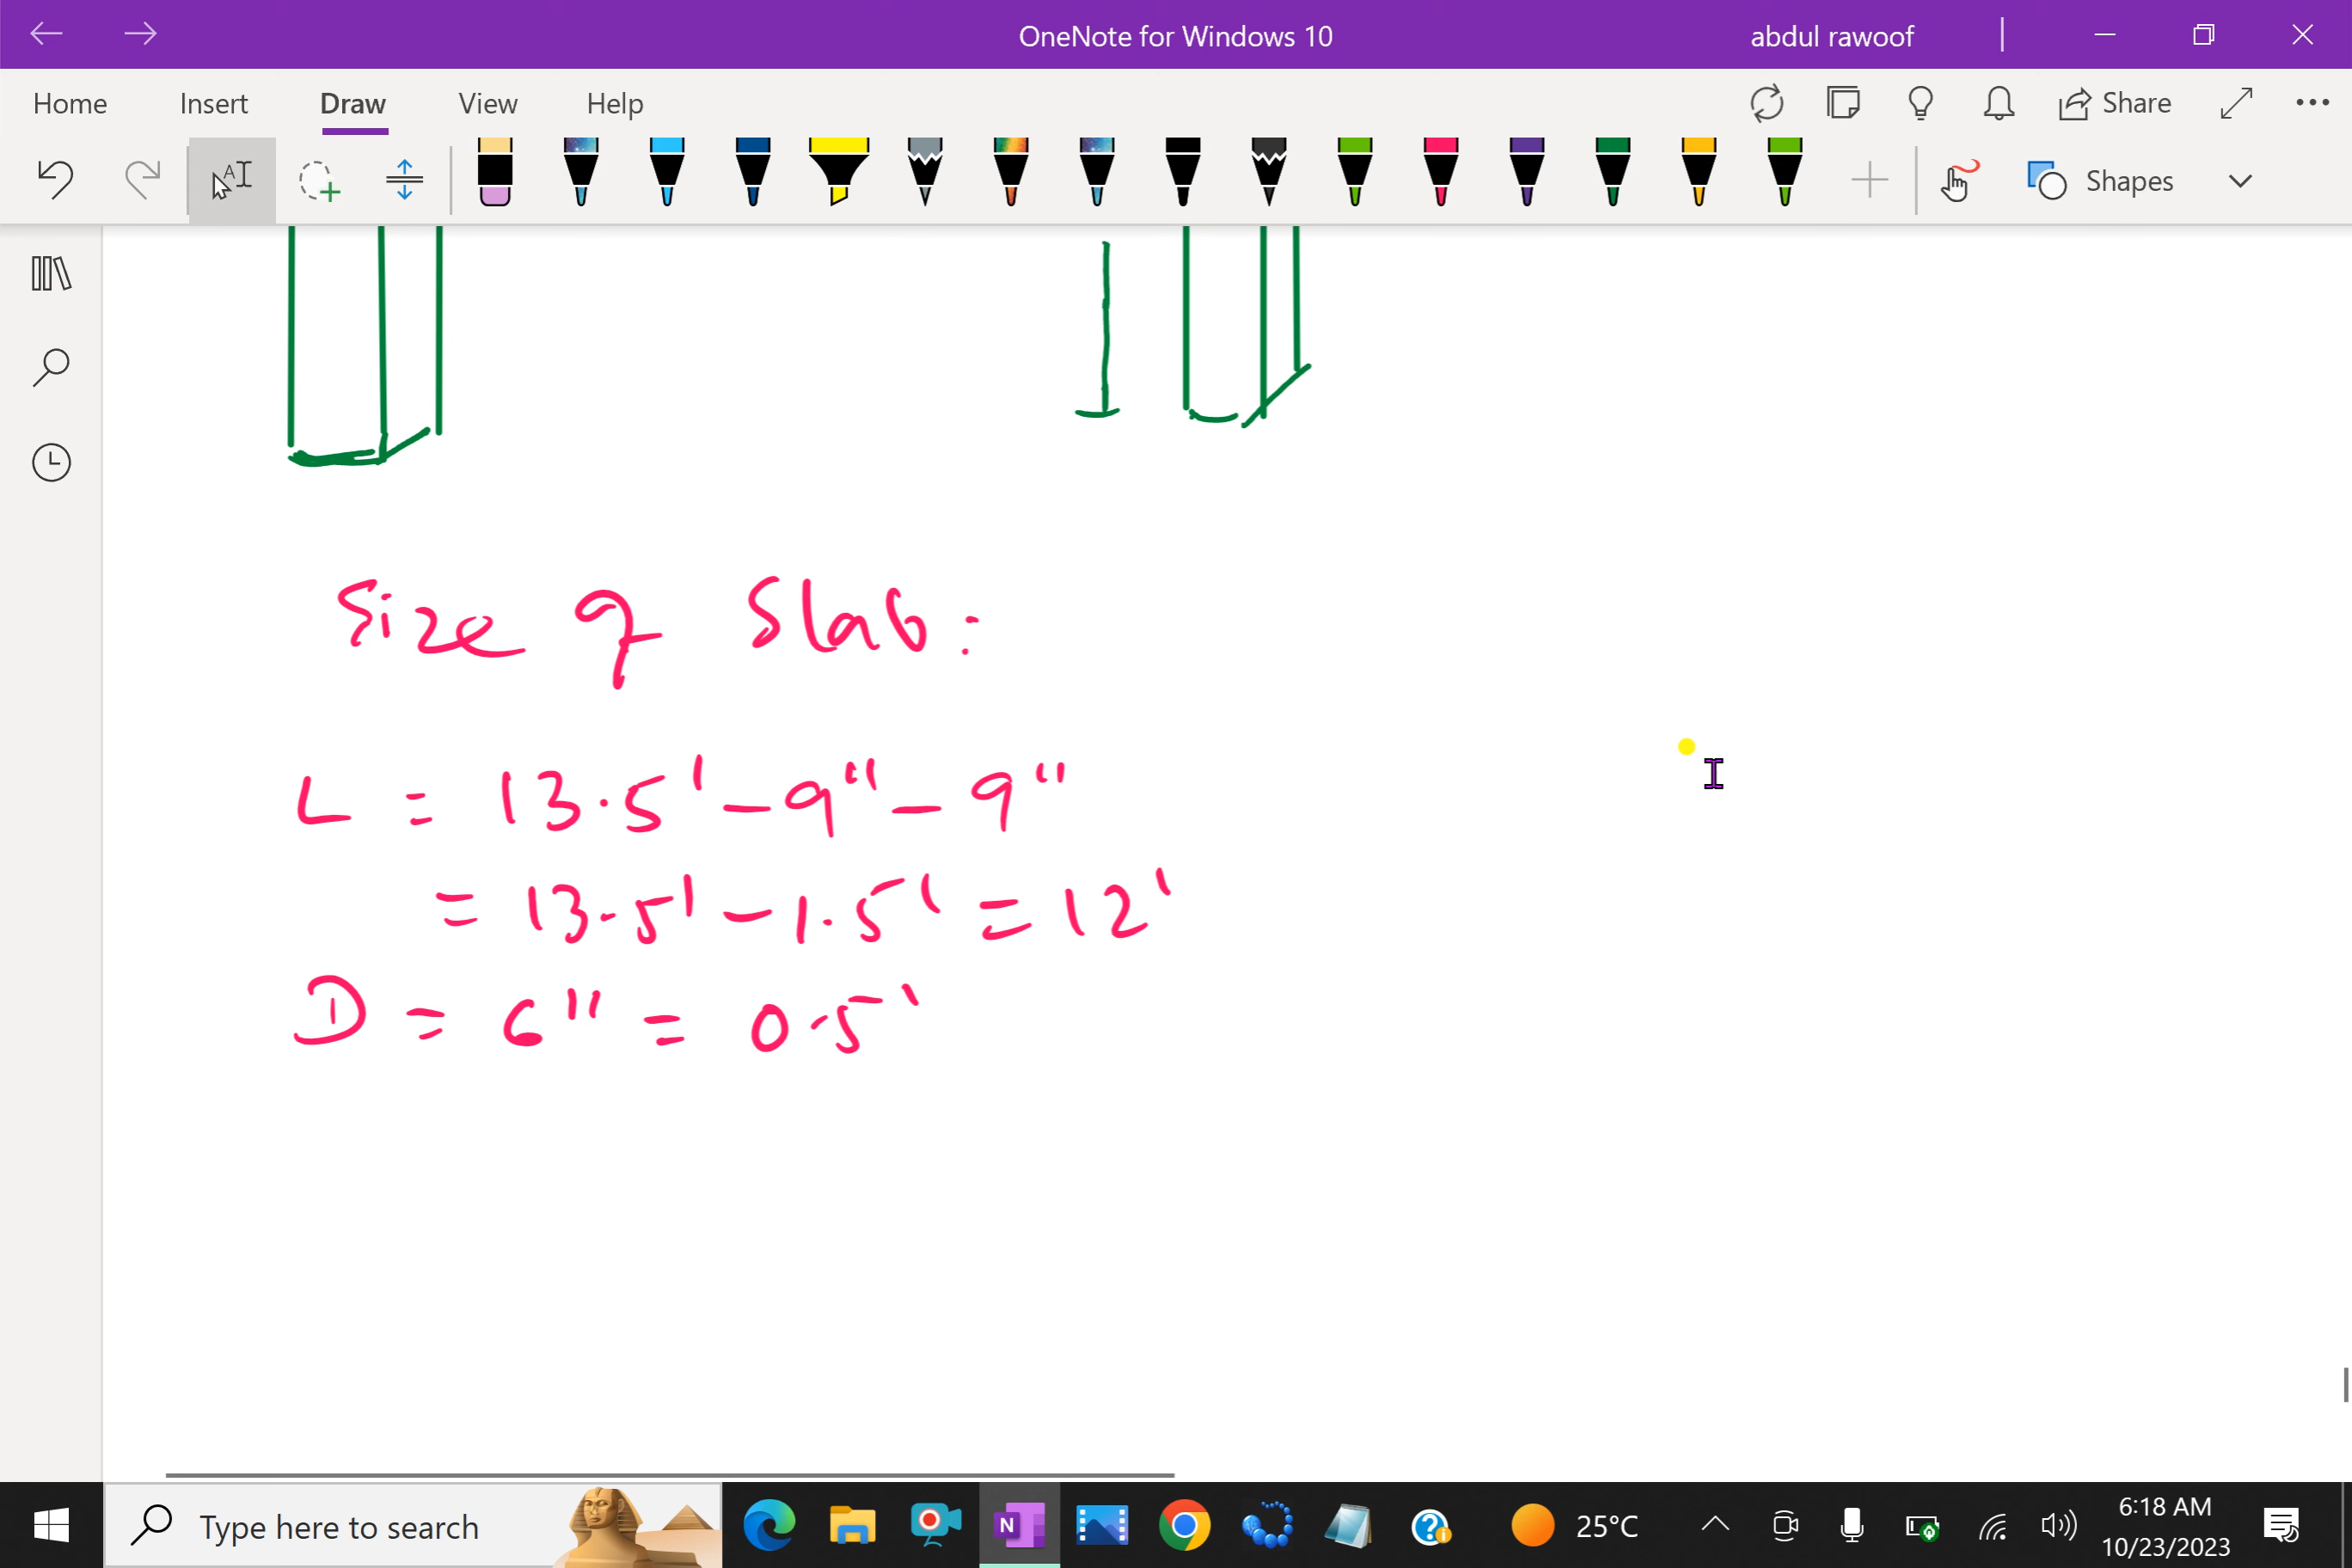 OneNote for Windows 10
abdul rawoof
Home Insert Draw View Help
Share
Shapes
Size of Slab:
L = 13.5' - 9" - 9"
= 13.5' - 1.5' = 12'
D = 6" = 0.5'
Type here to search
25°C
6:18 AM
10/23/2023